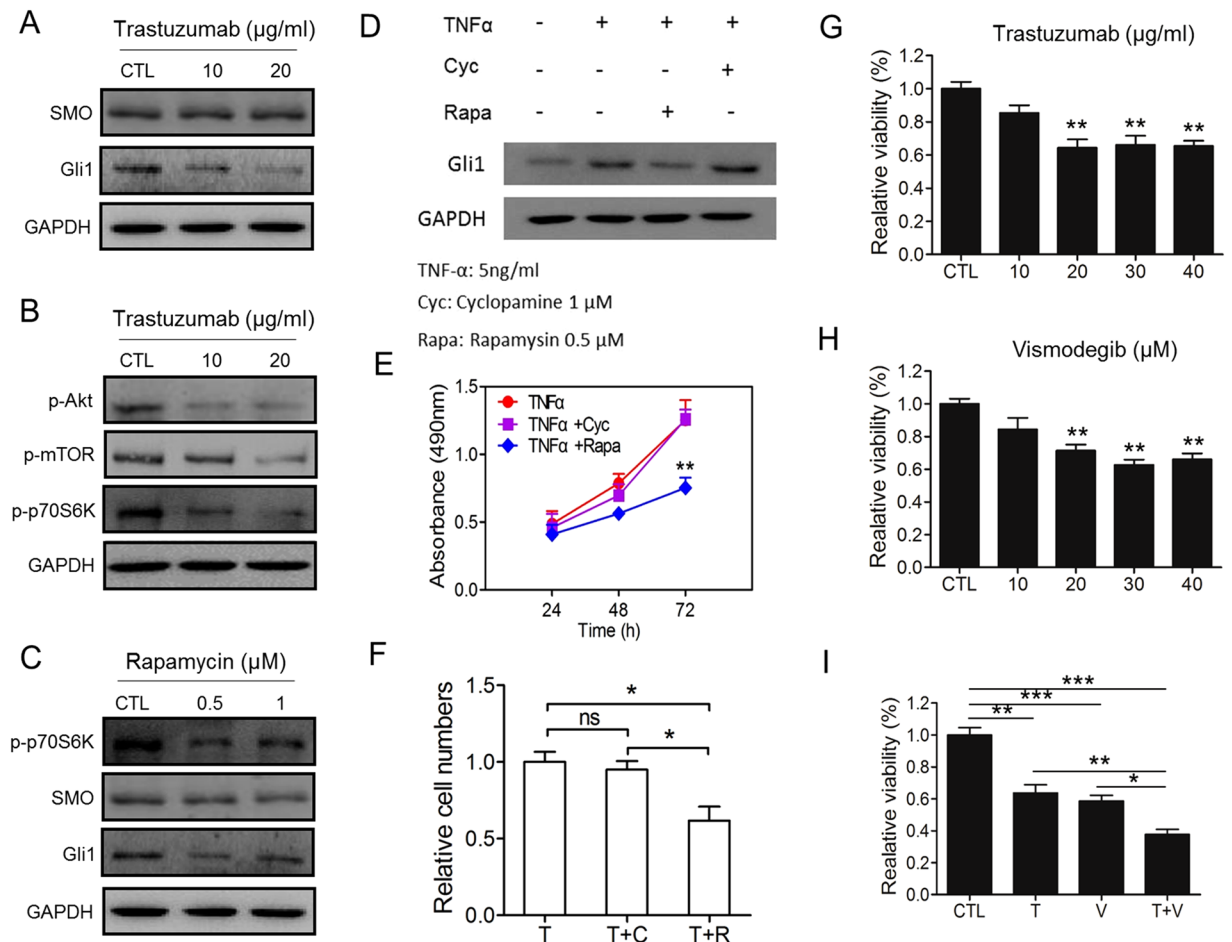 A
Trastuzumab (µg/ml)
CTL 10 20
SMO
Gli1
GAPDH
B
Trastuzumab (µg/ml)
CTL 10 20
p-Akt
p-mTOR
p-p70S6K
GAPDH
C
Rapamycin (µM)
CTL 0.5 1
p-p70S6K
SMO
Gli1
GAPDH
D
TNFα - + + +
Cyc - - - +
Rapa - - + -
Gli1
GAPDH
TNF-α: 5ng/ml
Cyc: Cyclopamine 1 µM
Rapa: Rapamysin 0.5 µM
E
Absorbance (490nm)
1.5
1.0
0.5
0.0
TNFα
TNFα +Cyc
TNFα +Rapa
**
24 48 72
Time (h)
F
Relative cell numbers
1.5
1.0
0.5
0.0
*
ns
*
T T+C T+R
G
Trastuzumab (µg/ml)
Realative viability (%)
1.2
1.0
0.8
0.6
0.4
0.2
0.0
** ** **
CTL 10 20 30 40
H
Vismodegib (µM)
Realative viability (%)
1.2
1.0
0.8
0.6
0.4
0.2
0.0
** ** **
CTL 10 20 30 40
I
Realative viability (%)
1.2
1.0
0.8
0.6
0.4
0.2
0.0
***
***
**
**
*
CTL T V T+V